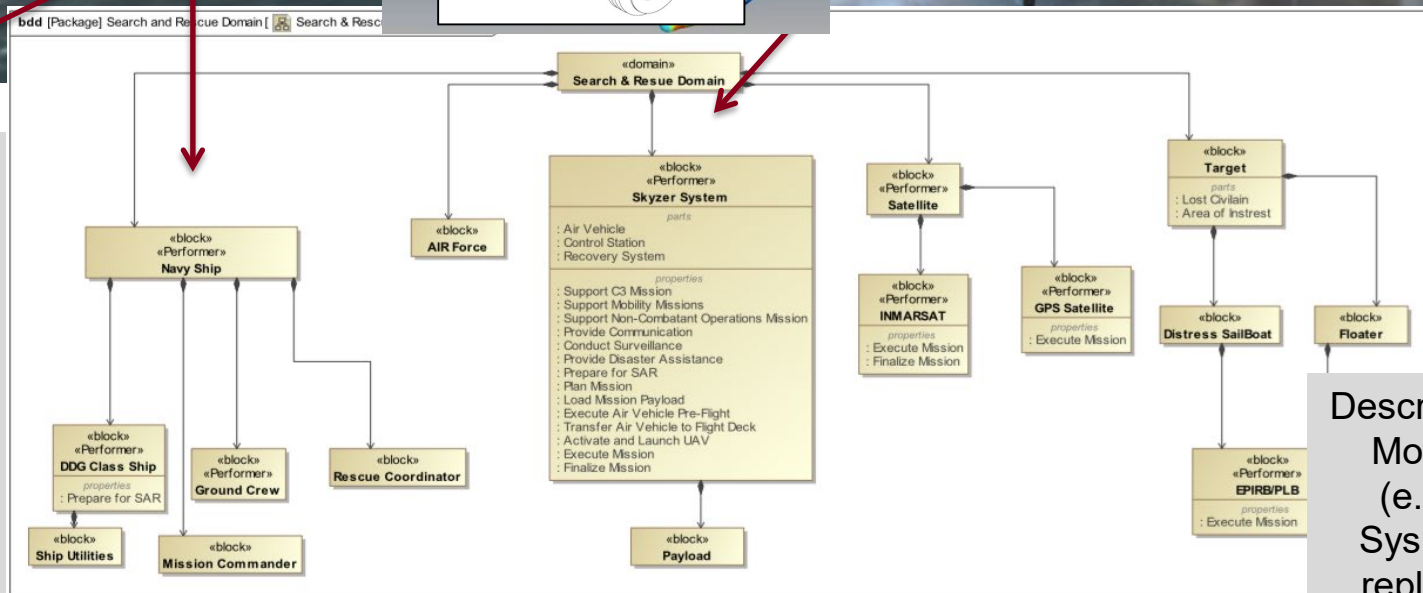 bdd [Package] Search and Rescue Domain [ Search & Resc
«domain»
Search & Resue Domain
«block»
«Performer»
Navy Ship
«block»
AIR Force
«block»
«Performer»
Skyzer System
parts
: Air Vehicle
: Control Station
: Recovery System
properties
: Support C3 Mission
: Support Mobility Missions
: Support Non-Combatant Operations Mission
: Provide Communication
: Conduct Surveillance
: Provide Disaster Assistance
: Prepare for SAR
: Plan Mission
: Load Mission Payload
: Execute Air Vehicle Pre-Flight
: Transfer Air Vehicle to Flight Deck
: Activate and Launch UAV
: Execute Mission
: Finalize Mission
«block»
«Performer»
Satellite
«block»
Target
parts
: Lost Civilain
: Area of Instrest
«block»
«Performer»
INMARSAT
properties
: Execute Mission
: Finalize Mission
«block»
«Performer»
GPS Satellite
properties
: Execute Mission
«block»
Distress SailBoat
«block»
Floater
«block»
«Performer»
DDG Class Ship
properties
: Prepare for SAR
«block»
«Performer»
Ground Crew
«block»
Rescue Coordinator
«block»
«Performer»
EPIRB/PLB
properties
: Execute Mission
«block»
Ship Utilities
«block»
Mission Commander
«block»
Payload
Descr
Mo
(e.
Sys
repl